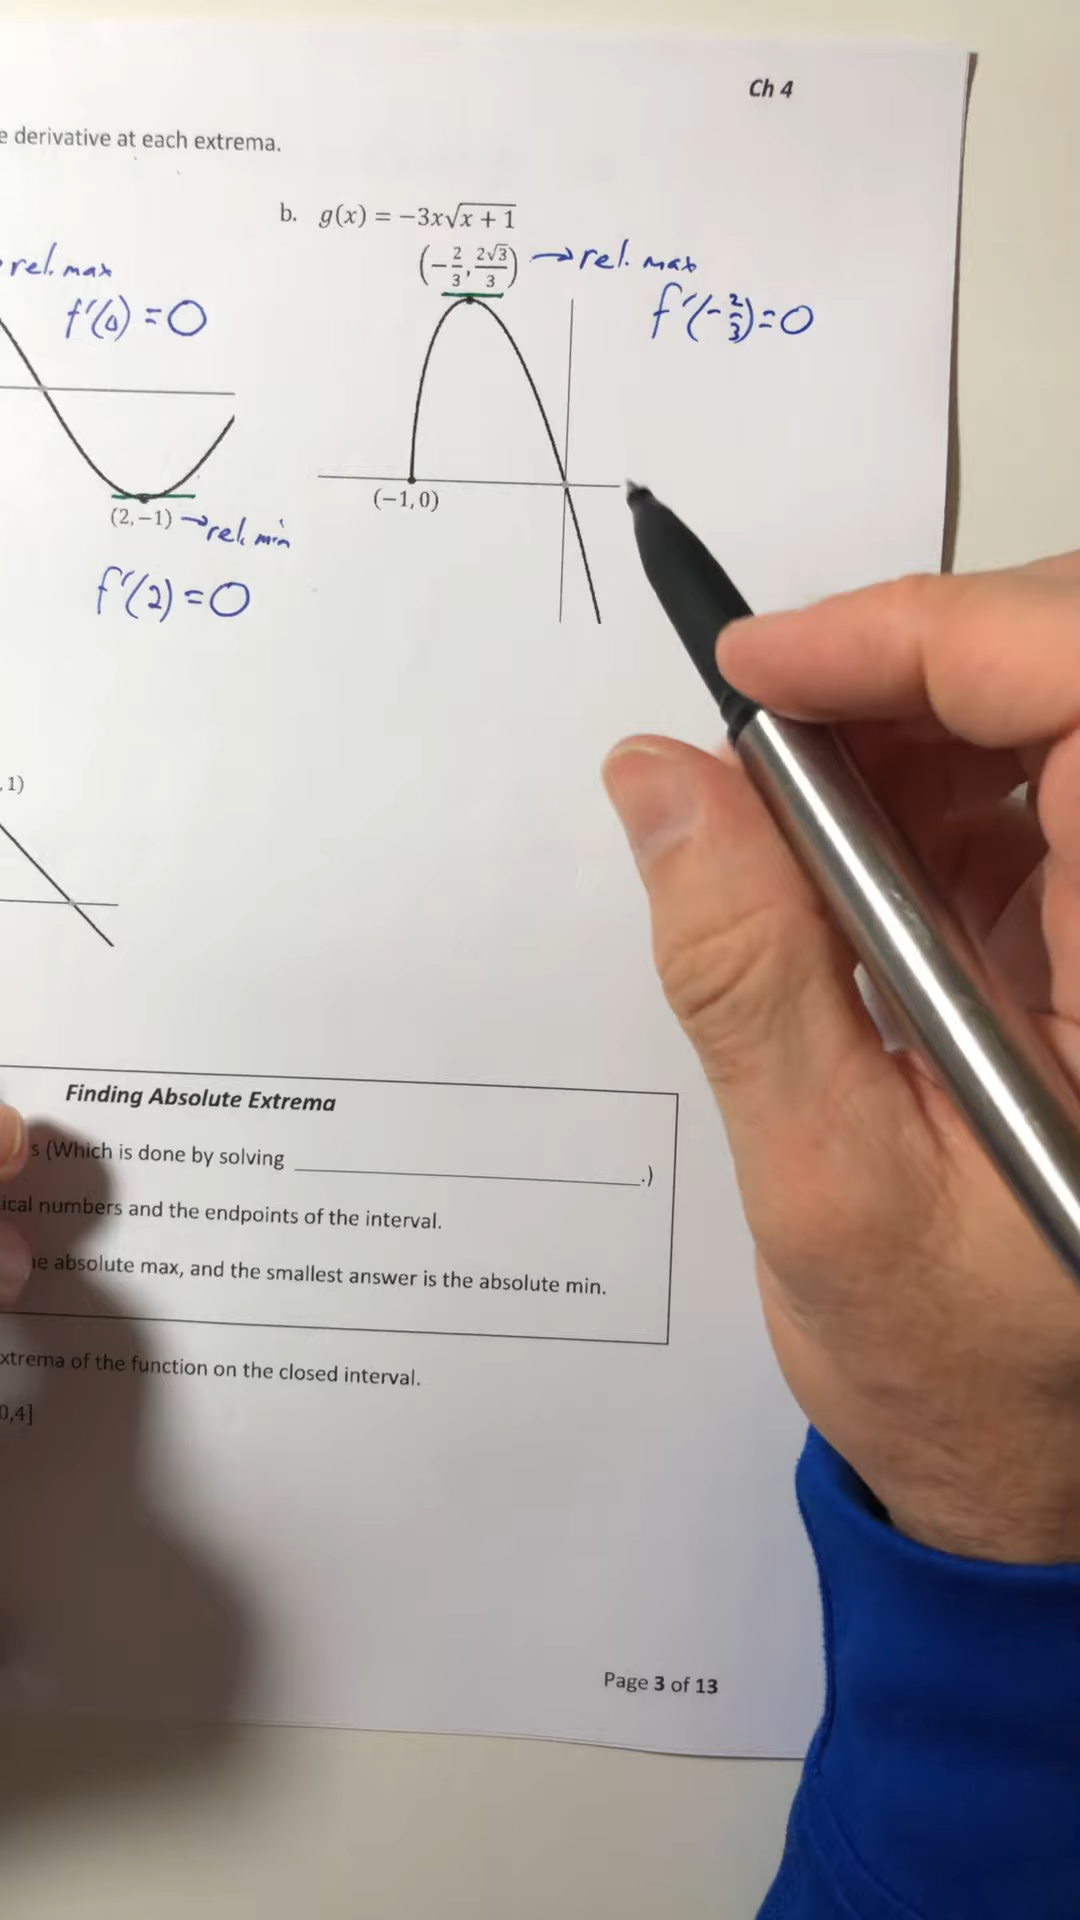 Ch 4
e derivative at each extrema.
b. g(x) = −3x√x + 1
rel. max
(−2/3, 2√3/3) → rel. max
f'(0) = 0
f'(-2/3) = 0
(−1, 0)
(2, −1) → rel. min
f'(2) = 0
, 1)
Finding Absolute Extrema
s (Which is done by solving ____________________.)
ical numbers and the endpoints of the interval.
e absolute max, and the smallest answer is the absolute min.
xtrema of the function on the closed interval.
0,4]
Page 3 of 13